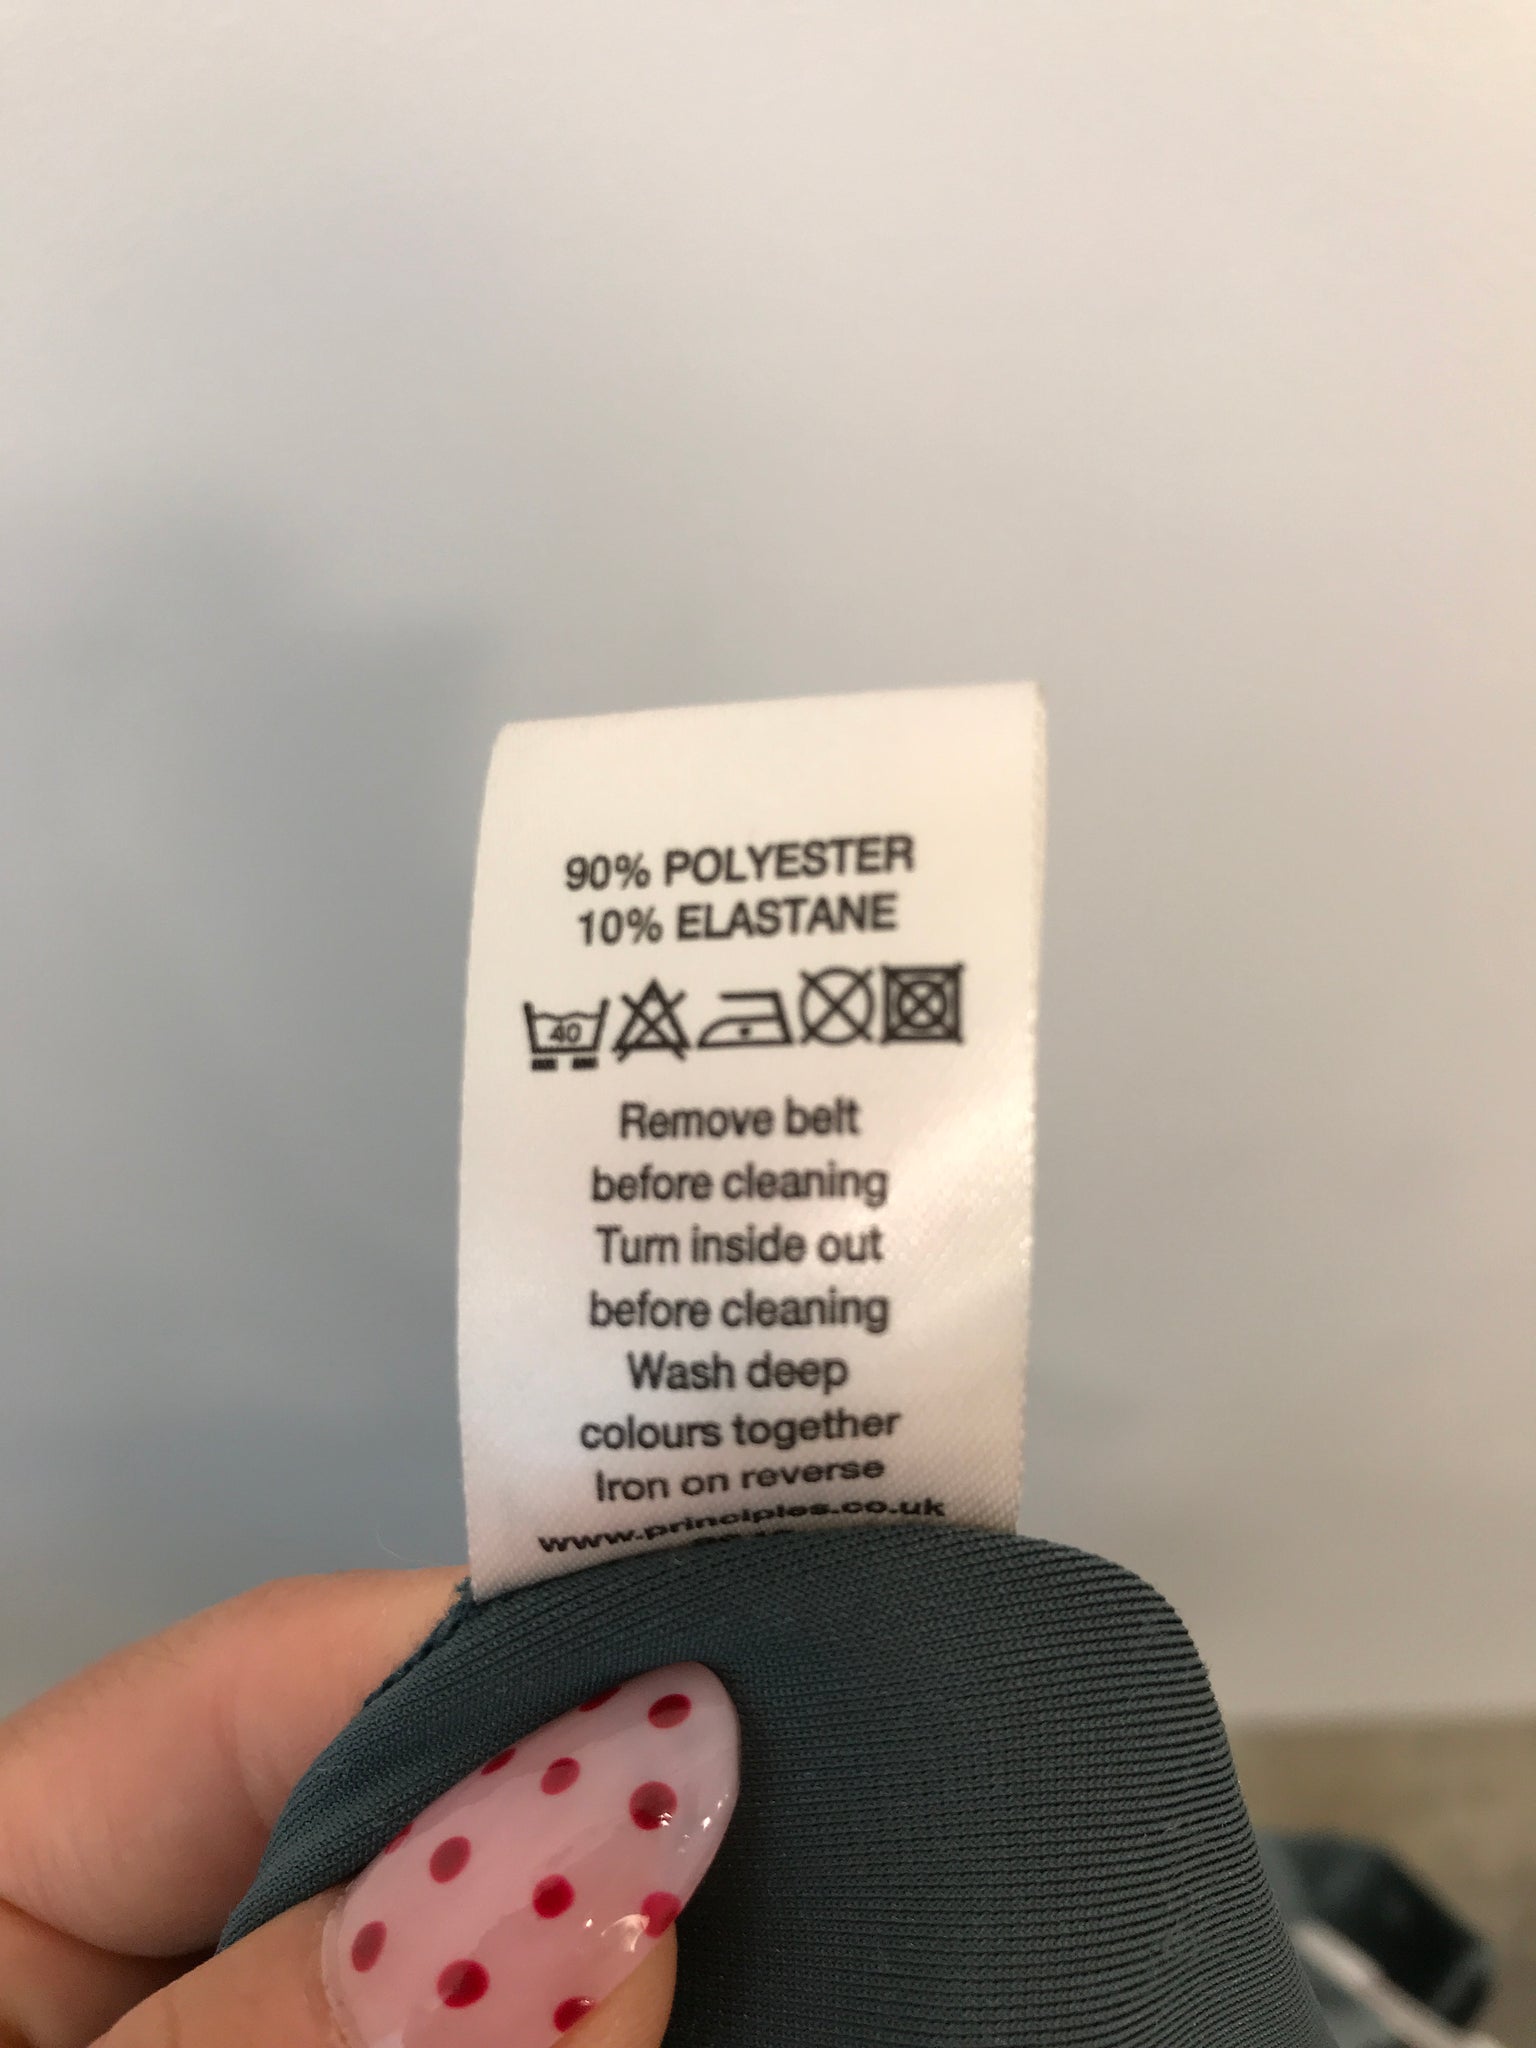 90% POLYESTER
10% ELASTANE
40
Remove belt
before cleaning
Turn inside out
before cleaning
Wash deep
colours together
Iron on reverse
www.principles.co.uk